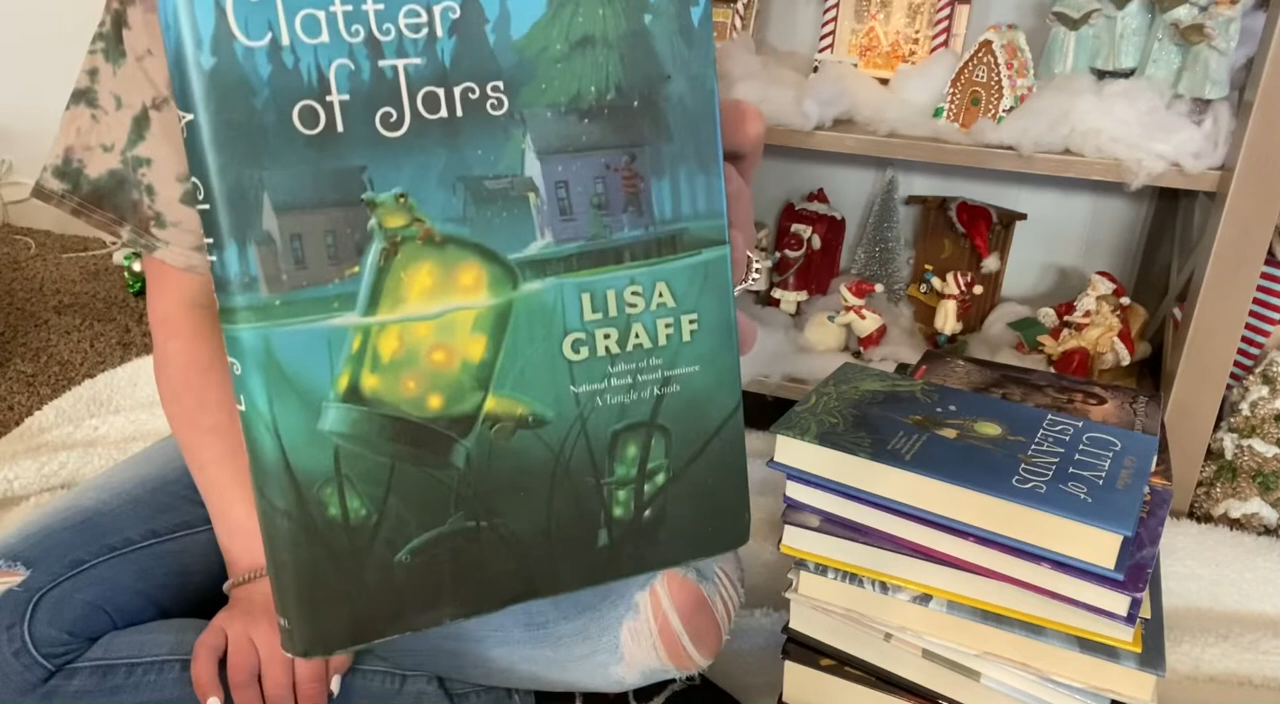 Clatter
of Jars
LISA
GRAFF
Author of the
National Book Award nominee
A Tangle of Knots
CITY of
ISLANDS